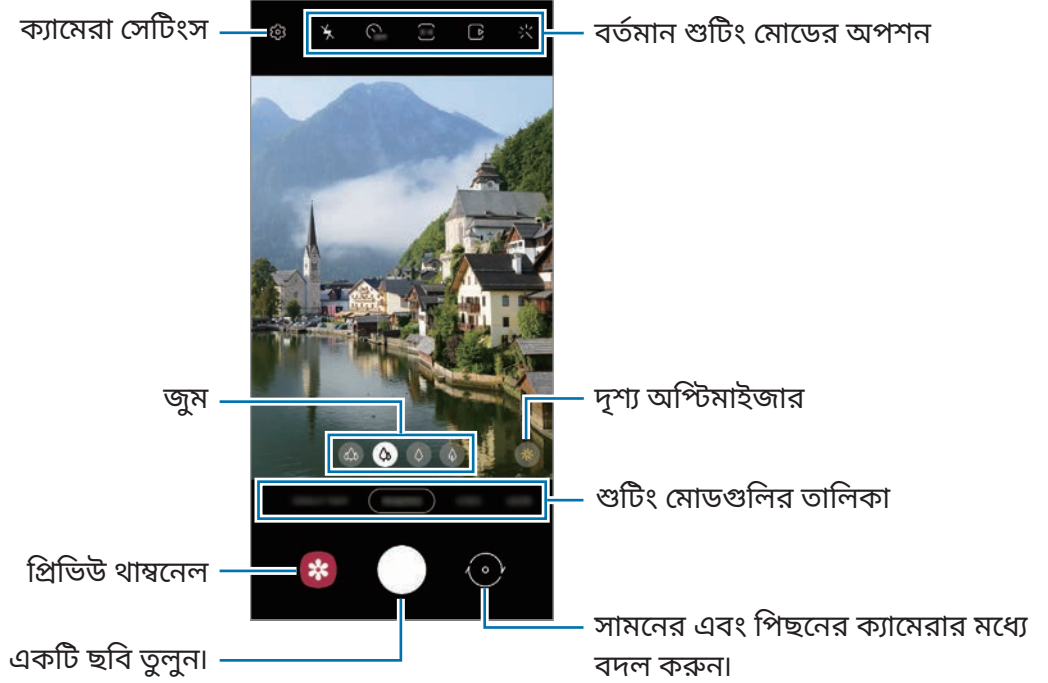 ক্যামেরা সেটিংস
বর্তমান শুটিং মোডের অপশন
জুম
দৃশ্য অপ্টিমাইজার
শুটিং মোডগুলির তালিকা
প্রিভিউ থাম্বনেল
একটি ছবি তুলুন।
সামনের এবং পিছনের ক্যামেরার মধ্যে
বদল করুন।